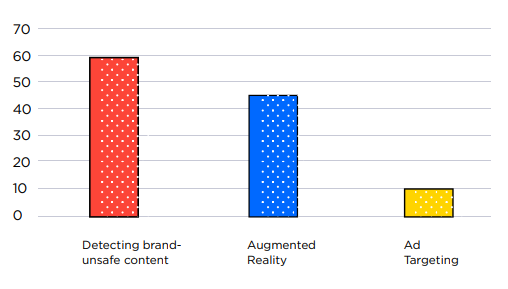 70
60
50
40
30
20
10
0
Detecting brand-
unsafe content
Augmented
Reality
Ad
Targeting